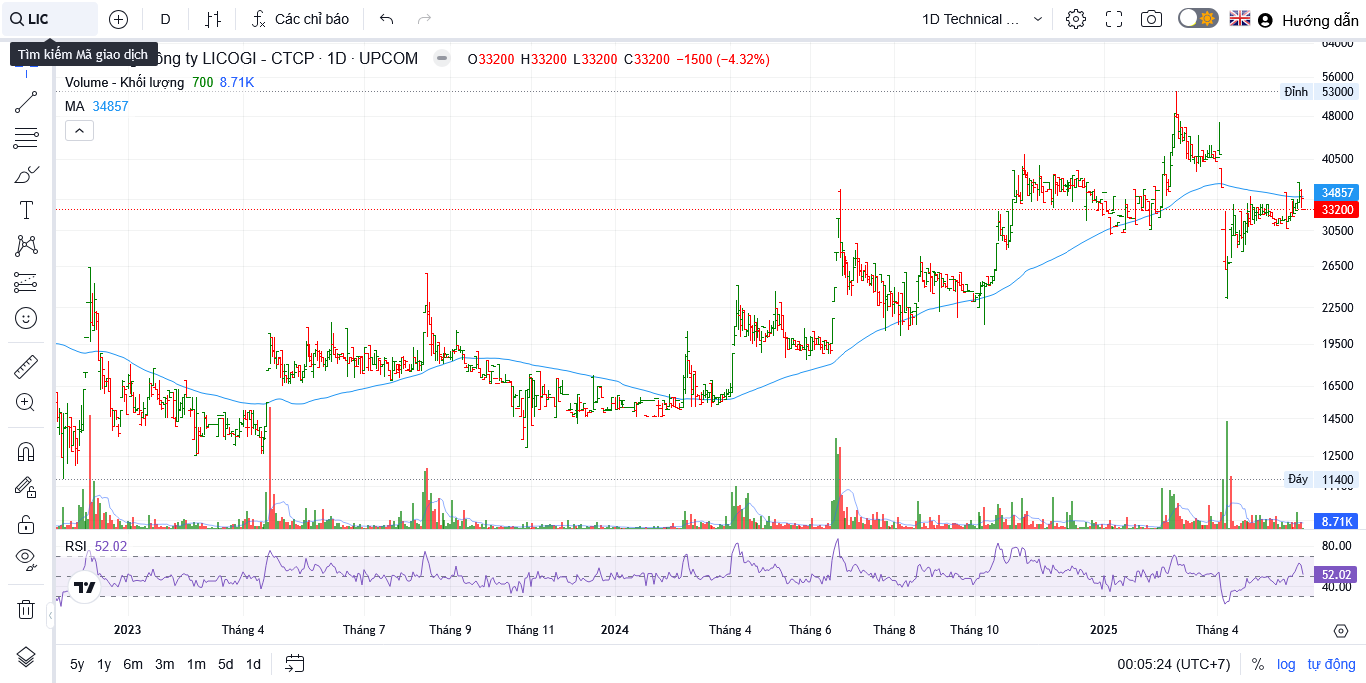 LIC
D
Các chỉ báo
1D Technical ...
Hướng dẫn
Tìm kiếm Mã giao dịch
ông ty LICOGI - CTCP · 1D · UPCOM
O33200 H33200 L33200 C33200 −1500 (−4.32%)
Volume - Khối lượng 700 8.71K
MA 34857
64000
56000
Đỉnh 53000
48000
40500
34857
33200
30500
26500
22500
19500
16500
14500
12500
Đáy 11400
8.71K
RSI 52.02
80.00
52.02
40.00
2023 Tháng 4 Tháng 7 Tháng 9 Tháng 11 2024 Tháng 4 Tháng 6 Tháng 8 Tháng 10 2025 Tháng 4
5y 1y 6m 3m 1m 5d 1d
00:05:24 (UTC+7) % log tự động